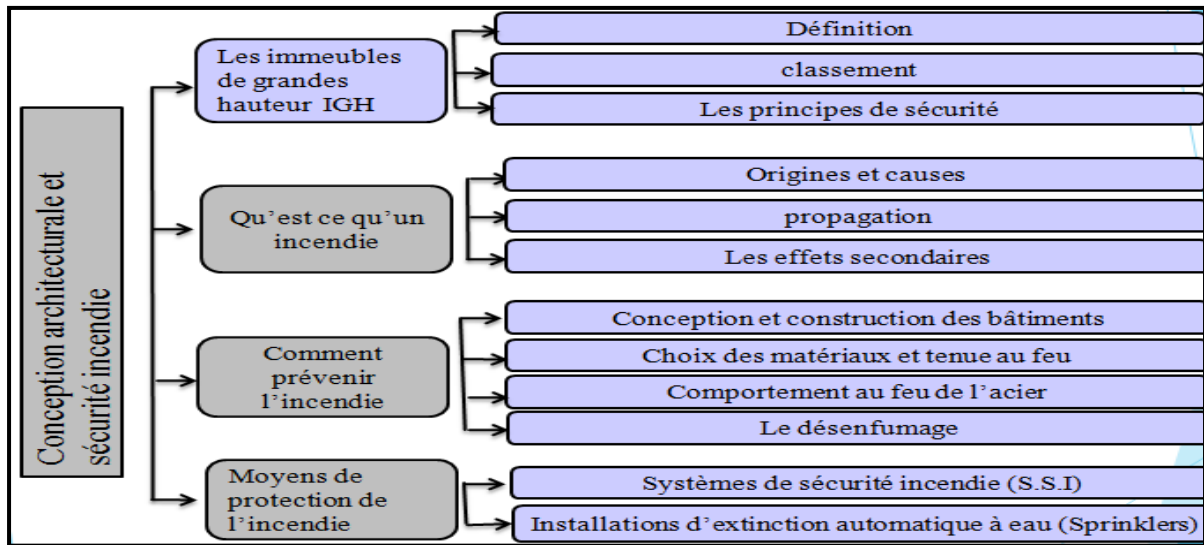 Conception architecturale et
sécurité incendie
Les immeubles
de grandes
hauteur IGH
Définition
classement
Les principes de sécurité
Qu’est ce qu’un
incendie
Origines et causes
propagation
Les effets secondaires
Comment
prévenir
l’incendie
Conception et construction des bâtiments
Choix des matériaux et tenue au feu
Comportement au feu de l’acier
Le désenfumage
Moyens de
protection de
l’incendie
Systèmes de sécurité incendie (S.S.I)
Installations d’extinction automatique à eau (Sprinklers)